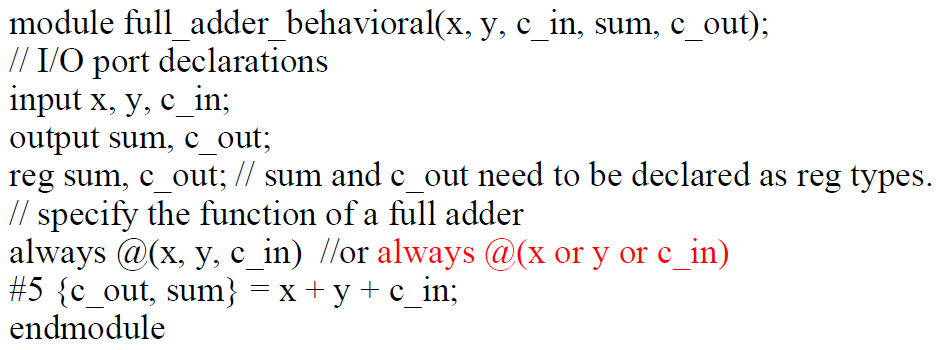 module full_adder_behavioral(x, y, c_in, sum, c_out);
// I/O port declarations
input x, y, c_in;
output sum, c_out;
reg sum, c_out; // sum and c_out need to be declared as reg types.
// specify the function of a full adder
always @(x, y, c_in)  //or always @(x or y or c_in)
#5 {c_out, sum} = x + y + c_in;
endmodule